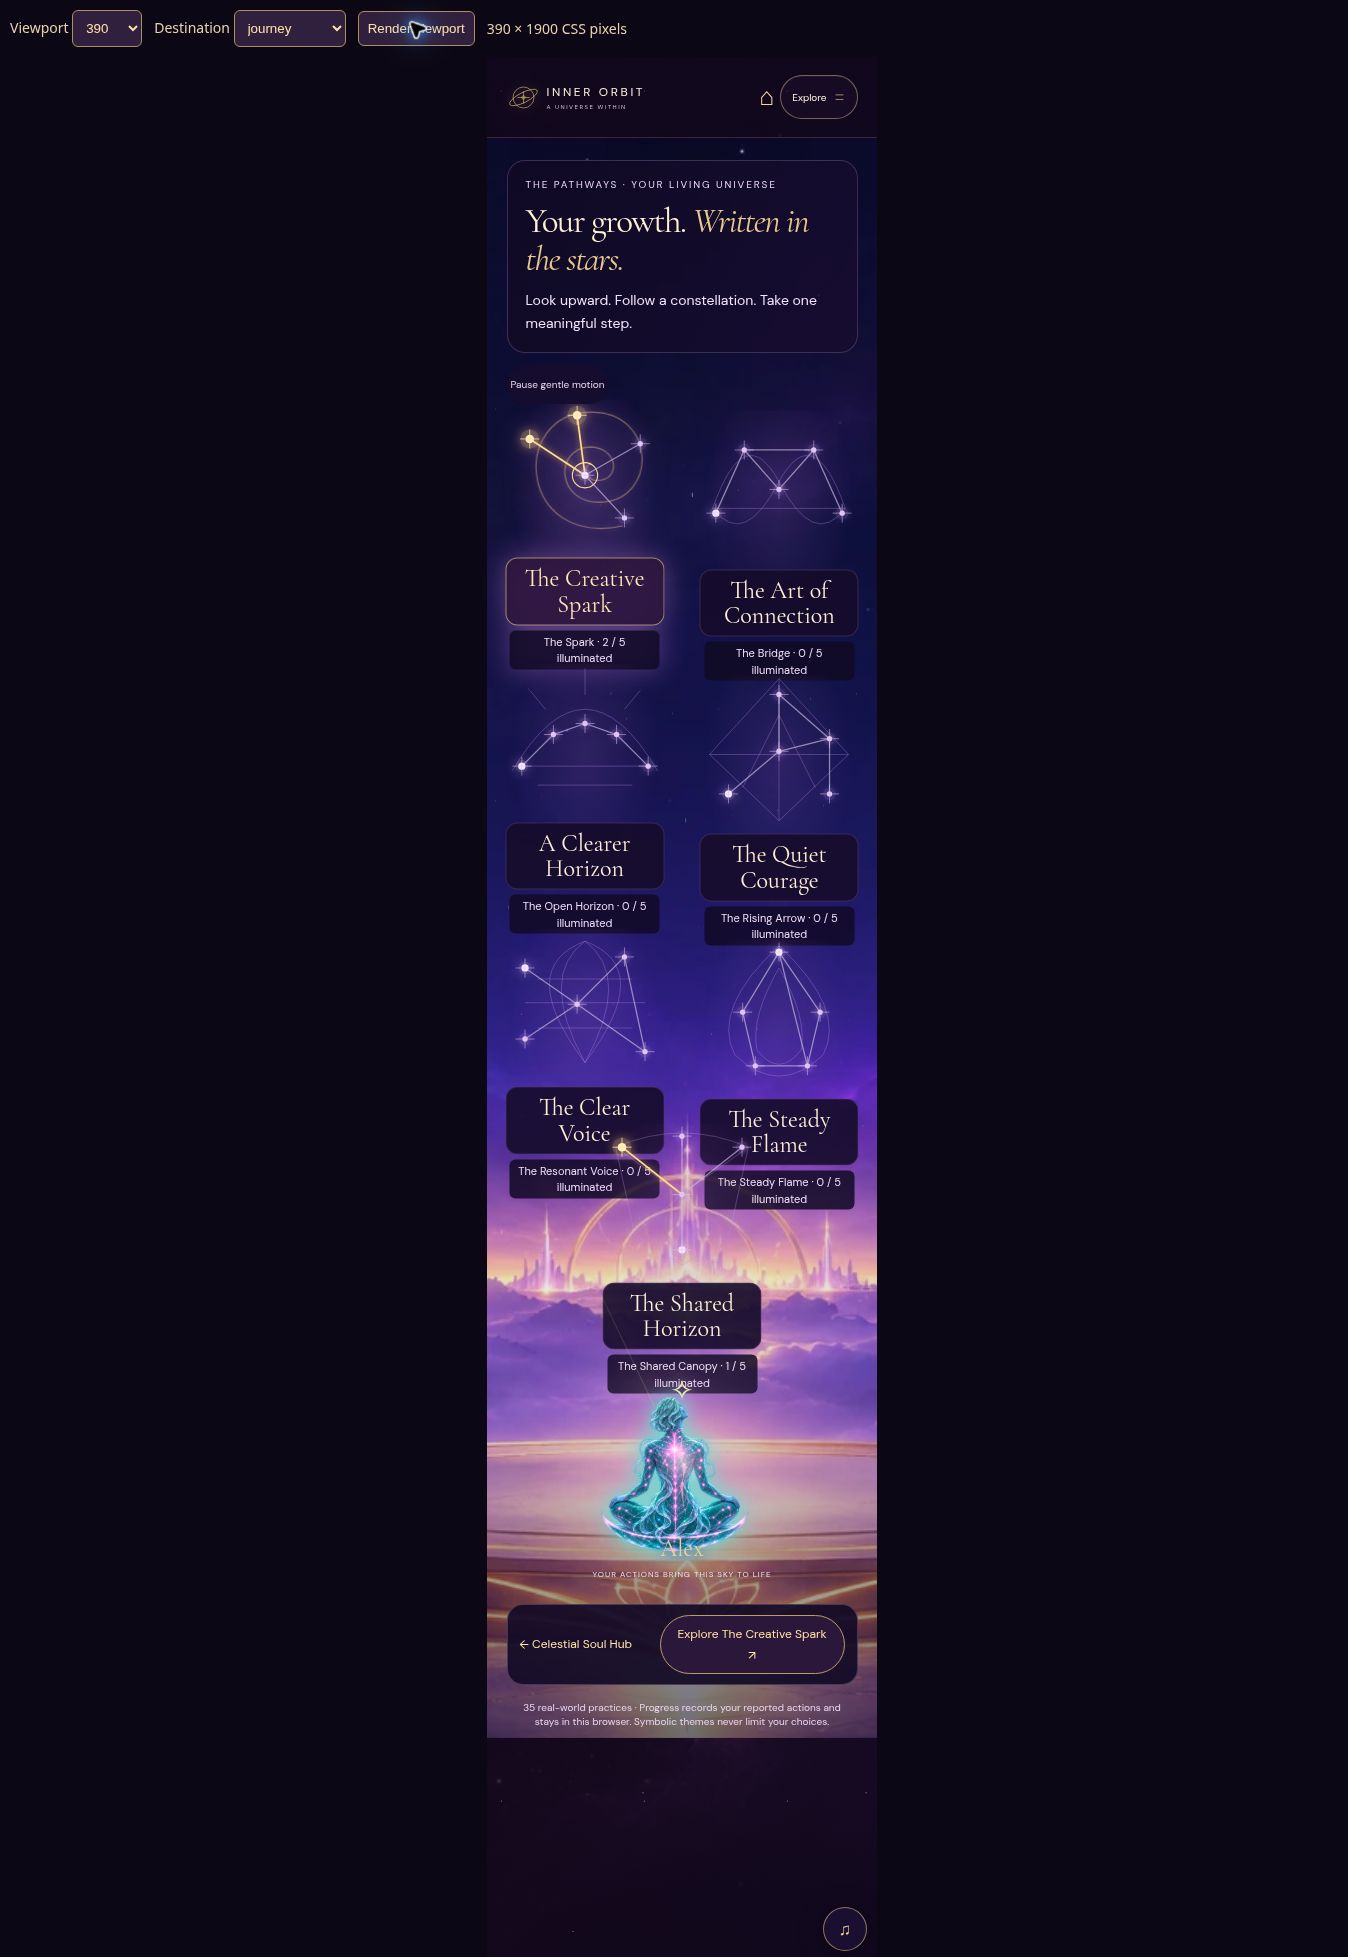 Viewport 390 Destination journey Render viewport 390 × 1900 CSS pixels
INNER ORBIT
A UNIVERSE WITHIN
Explore
THE PATHWAYS · YOUR LIVING UNIVERSE
Your growth. Written in
the stars.
Look upward. Follow a constellation. Take one
meaningful step.
Pause gentle motion
The Creative
Spark
The Spark · 2 / 5
illuminated
The Art of
Connection
The Bridge · 0 / 5
illuminated
A Clearer
Horizon
The Open Horizon · 0 / 5
illuminated
The Quiet
Courage
The Rising Arrow · 0 / 5
illuminated
The Clear
Voice
The Resonant Voice · 0 / 5
illuminated
The Steady
Flame
The Steady Flame · 0 / 5
illuminated
The Shared
Horizon
The Shared Canopy · 1 / 5
illuminated
Alex
YOUR ACTIONS BRING THIS SKY TO LIFE
← Celestial Soul Hub
Explore The Creative Spark
↗
35 real-world practices · Progress records your reported actions and
stays in this browser. Symbolic themes never limit your choices.